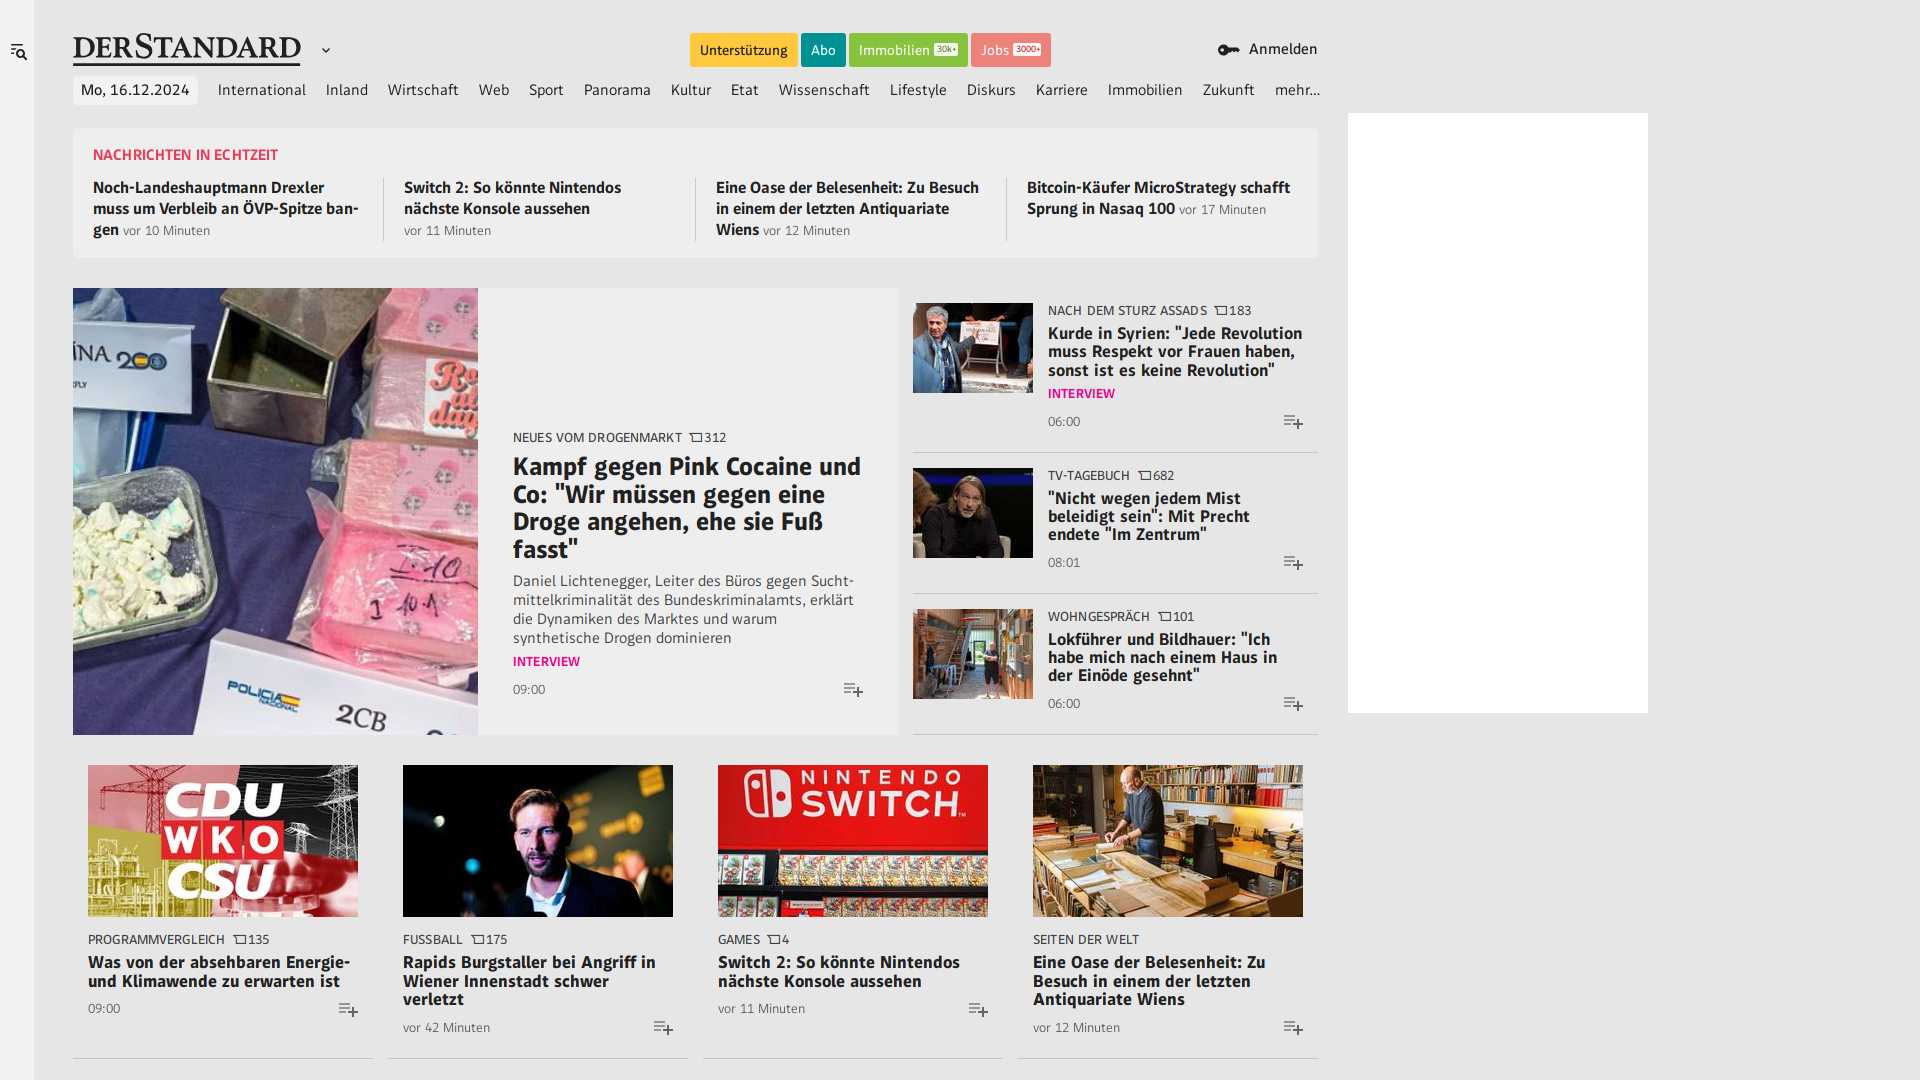 DERSTANDARD
Unterstützung Abo Immobilien 30k+ Jobs 3000+
Anmelden
Mo, 16.12.2024 International Inland Wirtschaft Web Sport Panorama Kultur Etat Wissenschaft Lifestyle Diskurs Karriere Immobilien Zukunft mehr...
NACHRICHTEN IN ECHTZEIT
Noch-Landeshauptmann Drexler
muss um Verbleib an ÖVP-Spitze ban-
gen vor 10 Minuten
Switch 2: So könnte Nintendos
nächste Konsole aussehen
vor 11 Minuten
Eine Oase der Belesenheit: Zu Besuch
in einem der letzten Antiquariate
Wiens vor 12 Minuten
Bitcoin-Käufer MicroStrategy schafft
Sprung in Nasaq 100 vor 17 Minuten
POLICIA
NACIONAL
2CB
NEUES VOM DROGENMARKT 312
Kampf gegen Pink Cocaine und
Co: "Wir müssen gegen eine
Droge angehen, ehe sie Fuß
fasst"
Daniel Lichtenegger, Leiter des Büros gegen Sucht-
mittelkriminalität des Bundeskriminalamts, erklärt
die Dynamiken des Marktes und warum
synthetische Drogen dominieren
INTERVIEW
09:00
NACH DEM STURZ ASSADS 183
Kurde in Syrien: "Jede Revolution
muss Respekt vor Frauen haben,
sonst ist es keine Revolution"
INTERVIEW
06:00
TV-TAGEBUCH 682
"Nicht wegen jedem Mist
beleidigt sein": Mit Precht
endete "Im Zentrum"
08:01
WOHNGESPRÄCH 101
Lokführer und Bildhauer: "Ich
habe mich nach einem Haus in
der Einöde gesehnt"
06:00
CDU
WKO
CSU
PROGRAMMVERGLEICH 135
Was von der absehbaren Energie-
und Klimawende zu erwarten ist
09:00
FUSSBALL 175
Rapids Burgstaller bei Angriff in
Wiener Innenstadt schwer
verletzt
vor 42 Minuten
NINTENDO
SWITCH™
GAMES 4
Switch 2: So könnte Nintendos
nächste Konsole aussehen
vor 11 Minuten
SEITEN DER WELT
Eine Oase der Belesenheit: Zu
Besuch in einem der letzten
Antiquariate Wiens
vor 12 Minuten